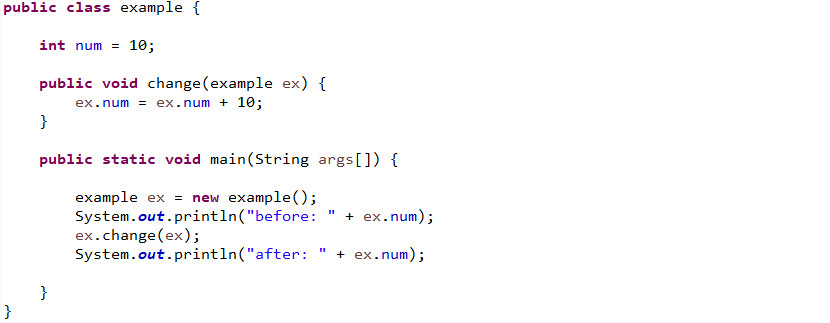 public class example {
int num = 10;
public void change(example ex) {
ex.num = ex.num + 10;
}
public static void main(String args[]) {
example ex = new example();
System.out.println("before: " + ex.num);
ex.change(ex);
System.out.println("after: " + ex.num);
}
}